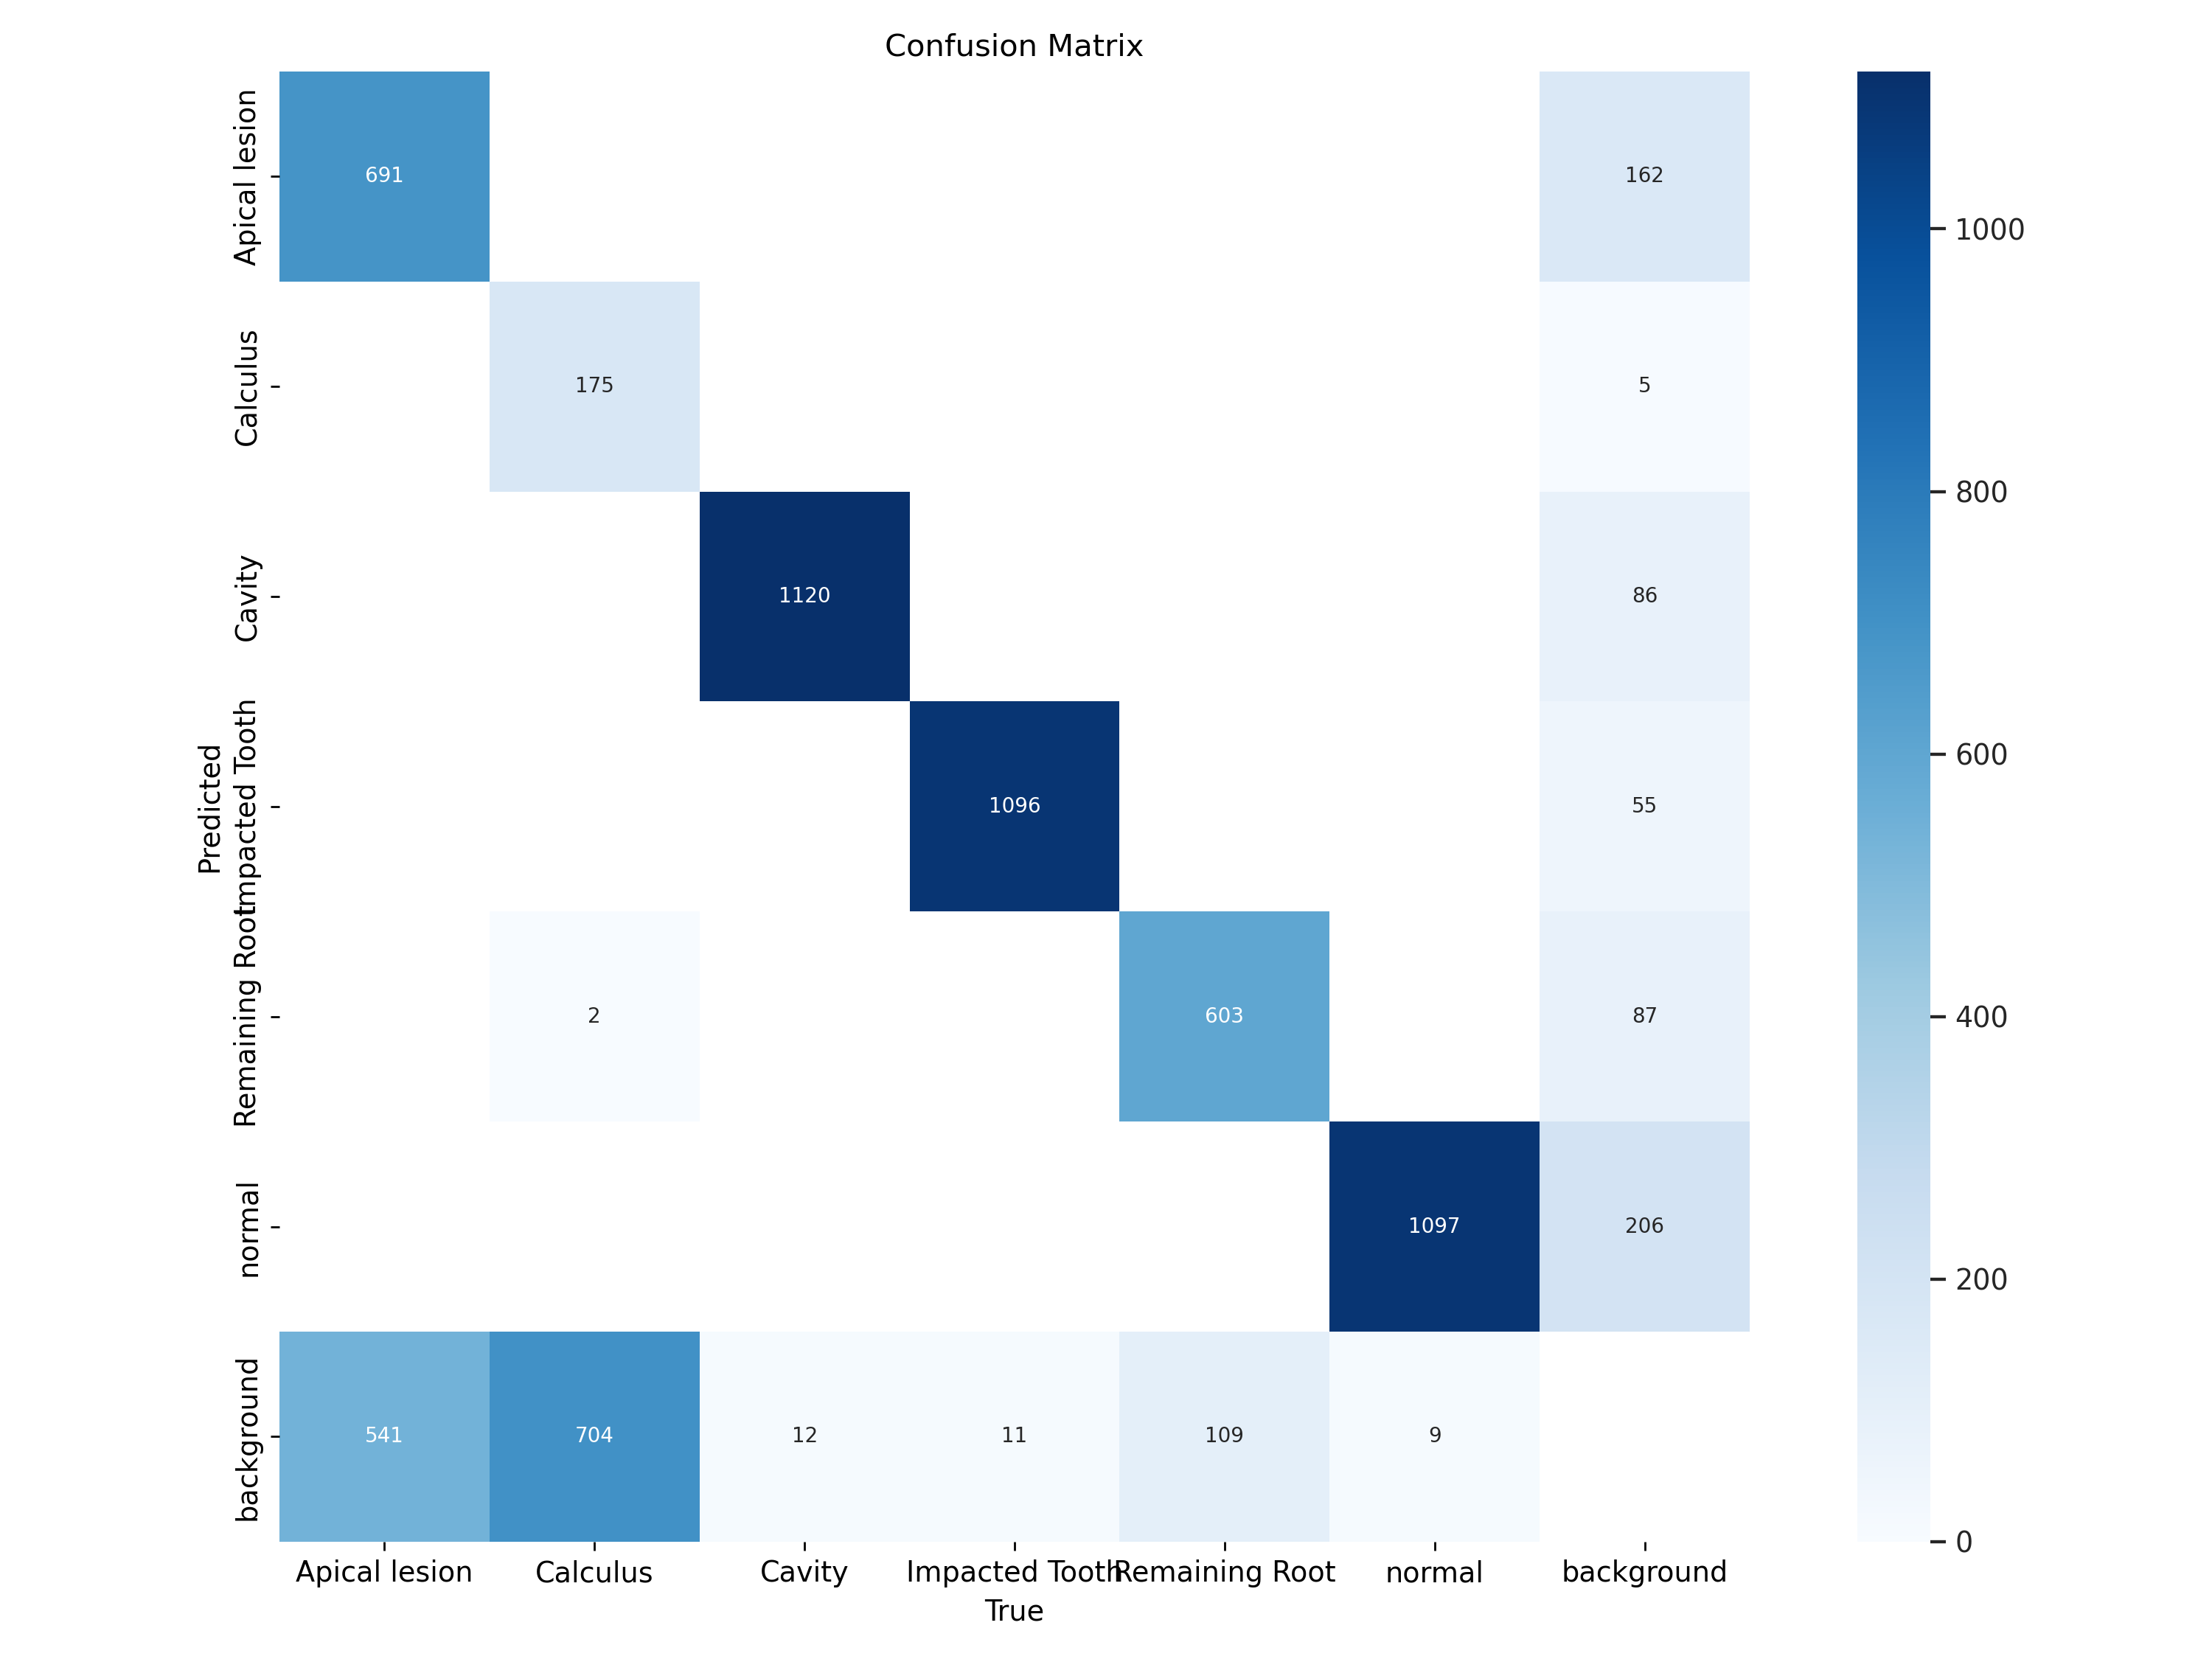 Confusion Matrix
Apical lesion
691
162
Calculus
175
5
Cavity
1120
86
Impacted Tooth
1096
55
Remaining Root
2
603
87
normal
1097
206
background
541
704
12
11
109
9
Predicted
Apical lesion
Calculus
Cavity
Impacted Tooth
Remaining Root
normal
background
True
1000
800
600
400
200
0